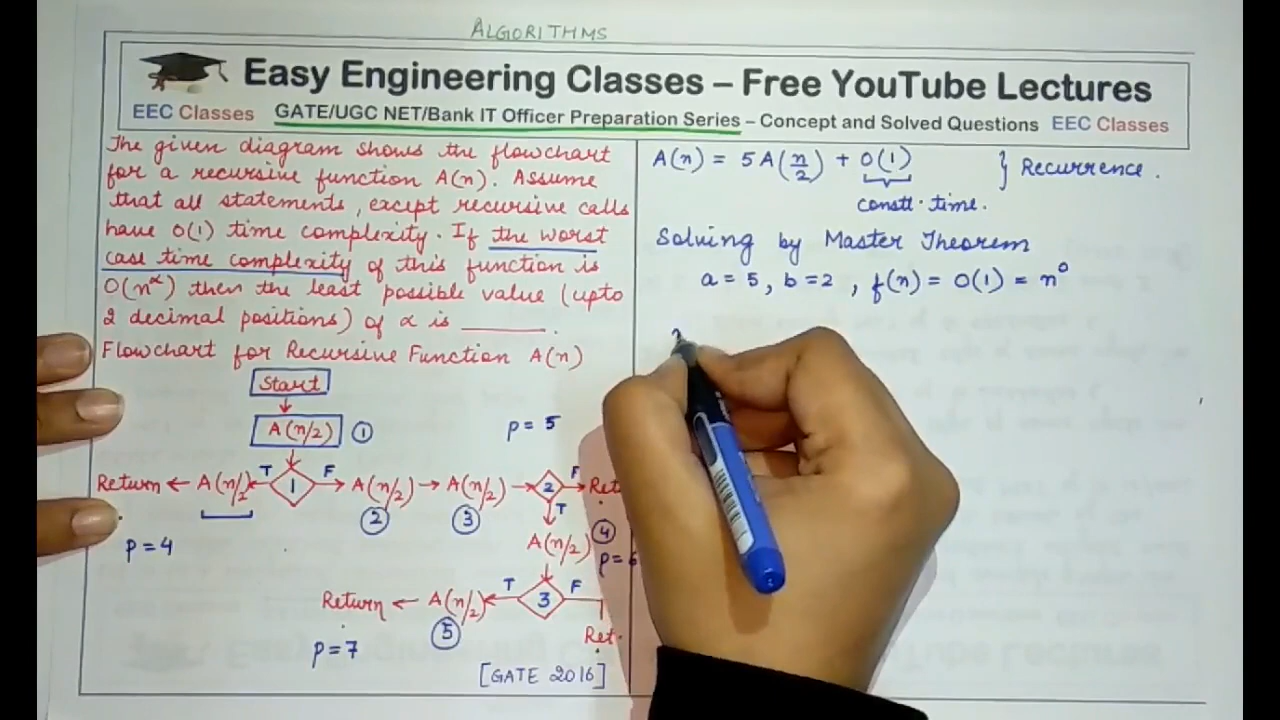 ALGORITHMS
Easy Engineering Classes – Free YouTube Lectures
EEC Classes GATE/UGC NET/Bank IT Officer Preparation Series – Concept and Solved Questions EEC Classes
The given diagram shows the flowchart
for a recursive function A(n). Assume
that all statements, except recursive calls
have O(1) time complexity. If the worst
case time complexity of this function is
O(n^α) then the least possible value (upto
2 decimal positions) of α is ______.
Flowchart for Recursive Function A(n)
Start
A(n/2) ①
p = 5
Return ← A(n/2) ← T 1 F → A(n/2) → A(n/2) → 2 F → Ret
② ③
T
p = 4
A(n/2) ④
p = 6
Return ← A(n/2) ← T 3 F
⑤
Ret.
p = 7
[GATE 2016]
A(n) = 5A(n/2) + O(1) } Recurrence.
constt. time.
Solving by Master Theorem
a = 5, b = 2, f(n) = O(1) = n⁰